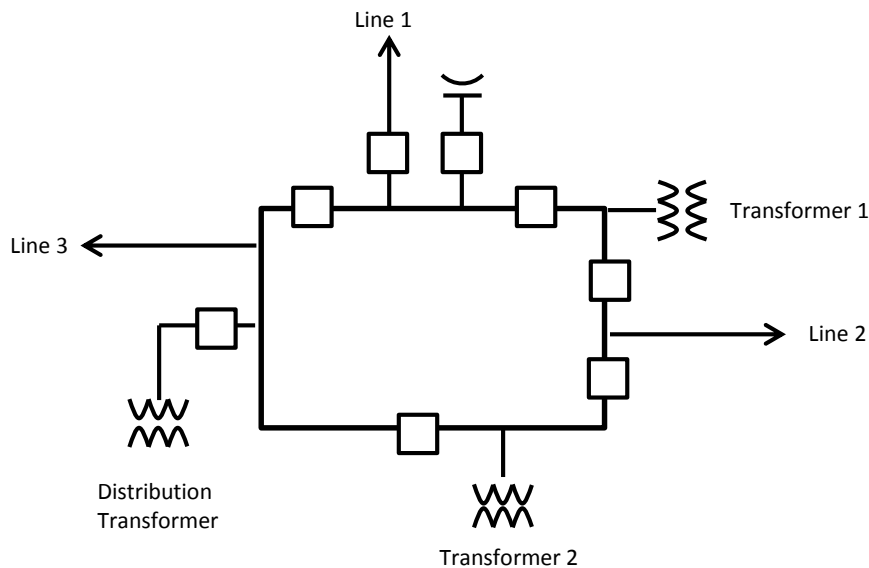 Line 1
Transformer 1
Line 3
Line 2
Distribution
Transformer
Transformer 2